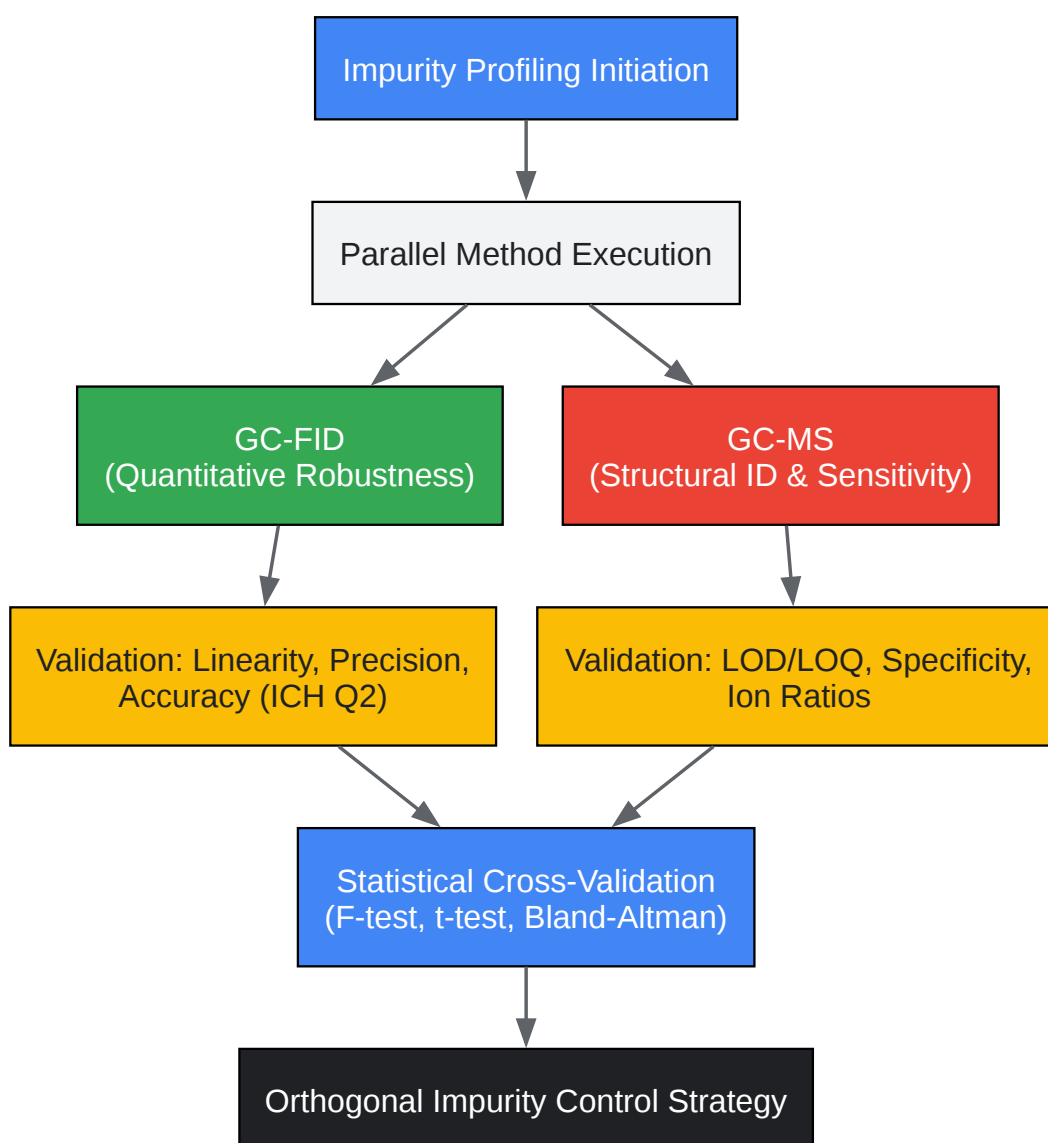 Impurity Profiling Initiation
Parallel Method Execution
GC-FID
(Quantitative Robustness)
GC-MS
(Structural ID & Sensitivity)
Validation: Linearity, Precision,
Accuracy (ICH Q2)
Validation: LOD/LOQ, Specificity,
Ion Ratios
Statistical Cross-Validation
(F-test, t-test, Bland-Altman)
Orthogonal Impurity Control Strategy